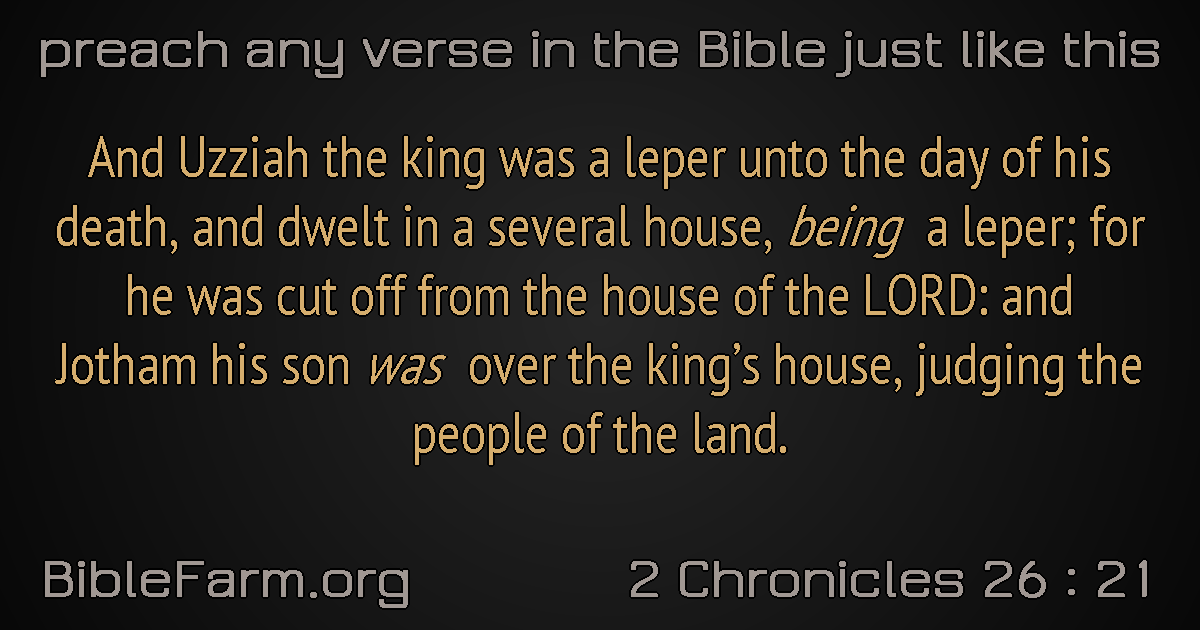 preach any verse in the Bible just like this
And Uzziah the king was a leper unto the day of his
death, and dwelt in a several house, being a leper; for
he was cut off from the house of the LORD: and
Jotham his son was over the king’s house, judging the
people of the land.
BibleFarm.org
2 Chronicles 26 : 21